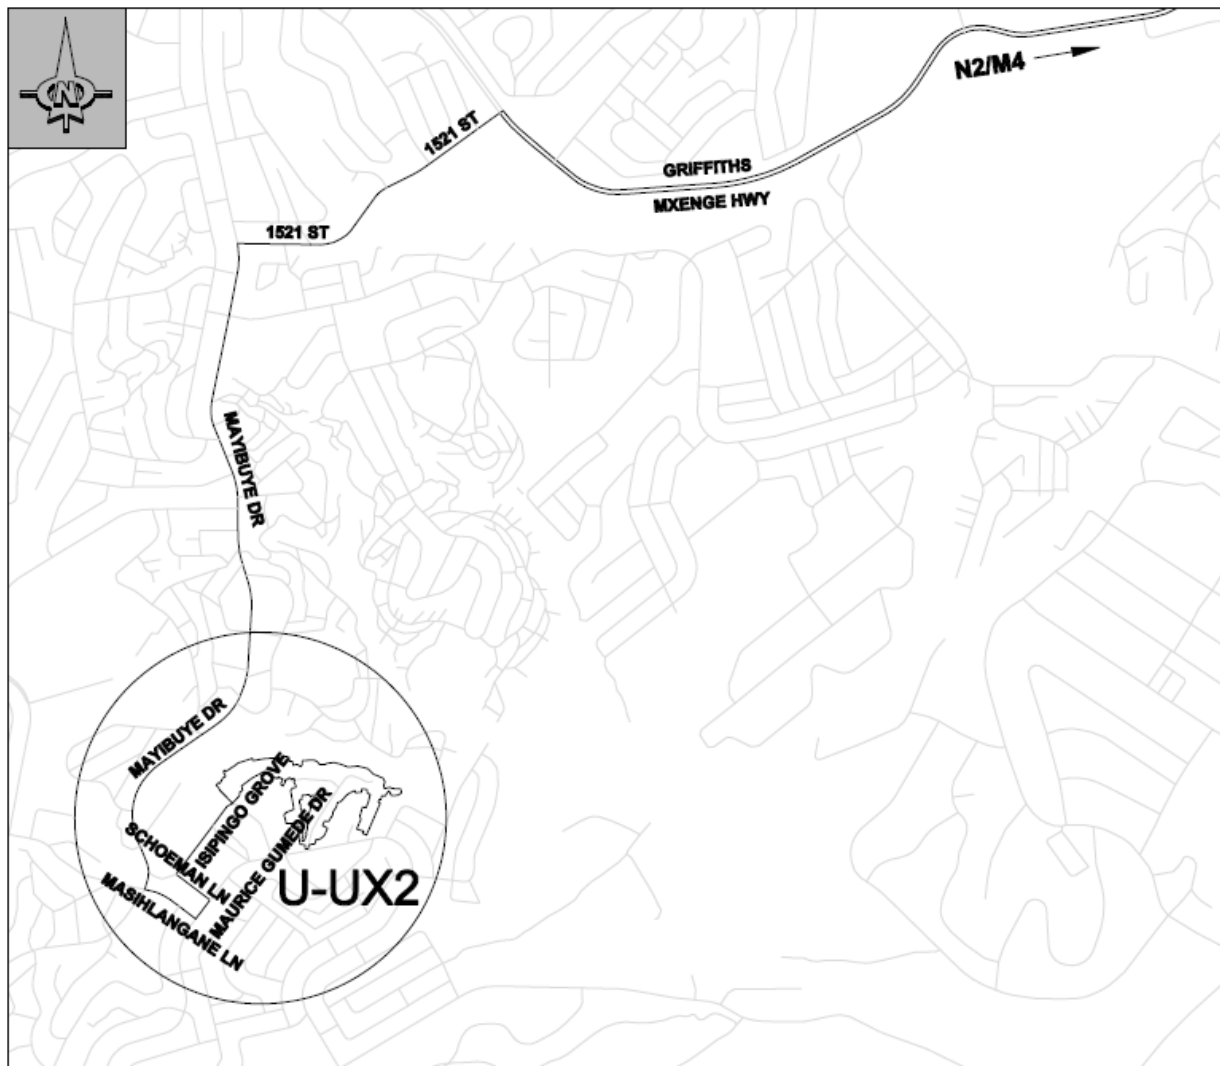 N
N2/M4
1521 ST
GRIFFITHS
MXENGE HWY
1521 ST
MAYIBUYE DR
MAYIBUYE DR
ISIPINGO GROVE
MAURICE GUMEDE DR
SCHOEMAN LN
U-UX2
MASIHLANGANE LN